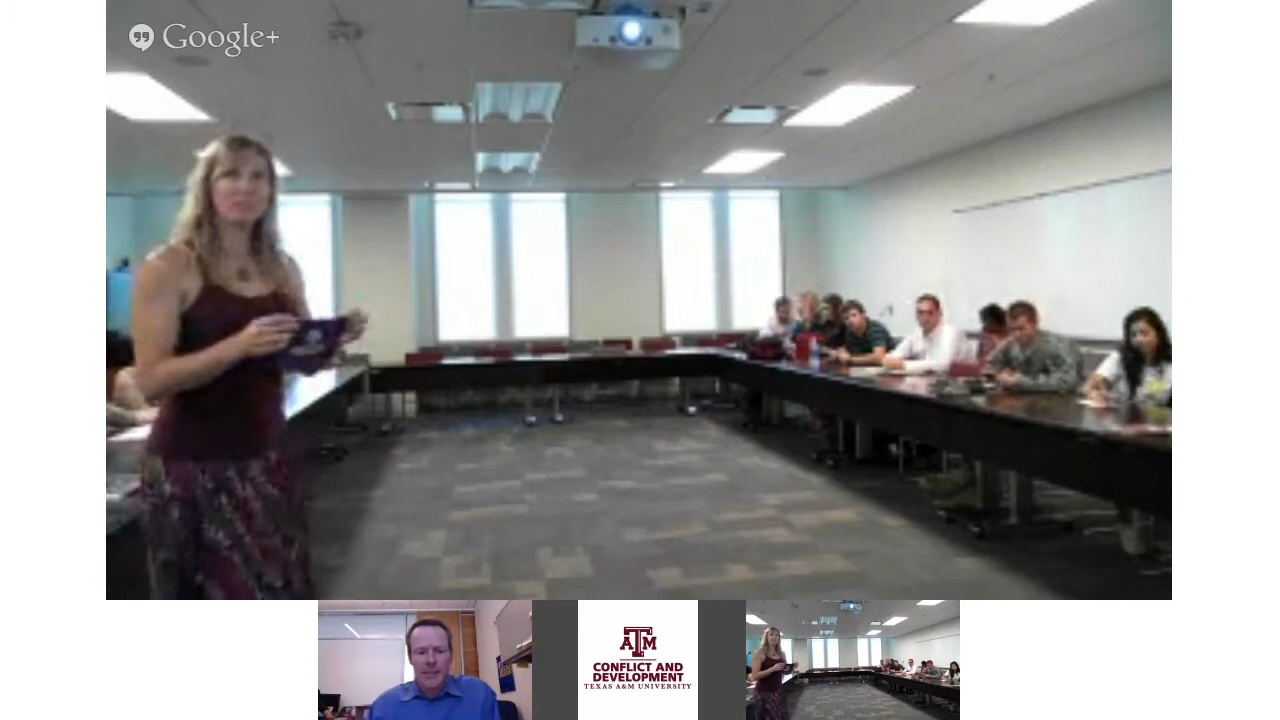 Google+
ATM
CONFLICT AND
DEVELOPMENT
TEXAS A&M UNIVERSITY